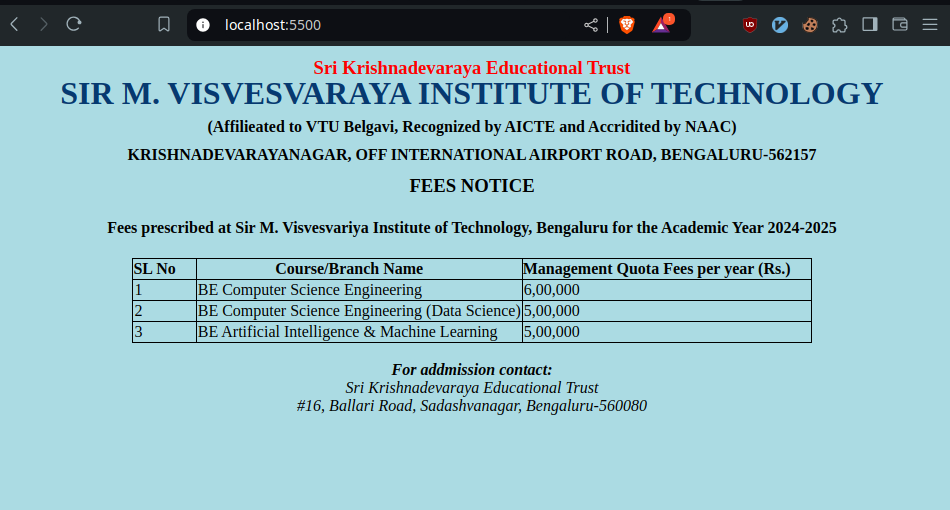 localhost:5500
Sri Krishnadevaraya Educational Trust
SIR M. VISVESVARAYA INSTITUTE OF TECHNOLOGY
(Affilieated to VTU Belgavi, Recognized by AICTE and Accridited by NAAC)
KRISHNADEVARAYANAGAR, OFF INTERNATIONAL AIRPORT ROAD, BENGALURU-562157
FEES NOTICE
Fees prescribed at Sir M. Visvesvariya Institute of Technology, Bengaluru for the Academic Year 2024-2025
SL No Course/Branch Name Management Quota Fees per year (Rs.)
1 BE Computer Science Engineering 6,00,000
2 BE Computer Science Engineering (Data Science) 5,00,000
3 BE Artificial Intelligence & Machine Learning 5,00,000
For addmission contact:
Sri Krishnadevaraya Educational Trust
#16, Ballari Road, Sadashvanagar, Bengaluru-560080